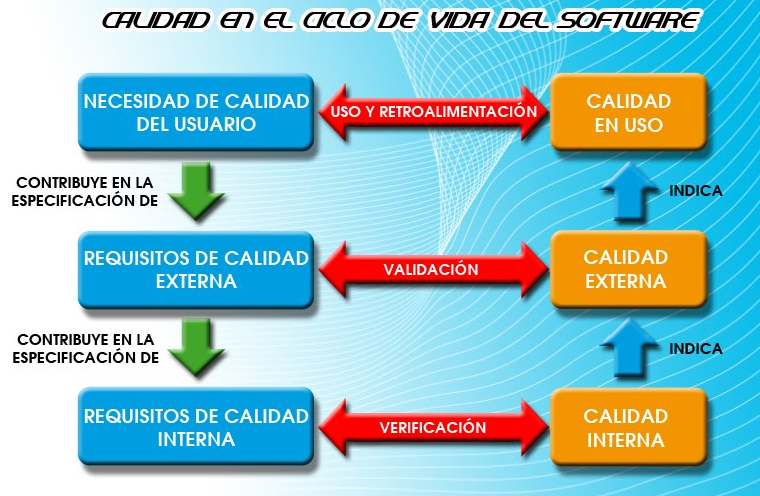 CALIDAD EN EL CICLO DE VIDA DEL SOFTWARE
NECESIDAD DE CALIDAD
DEL USUARIO
USO Y RETROALIMENTACIÓN
CALIDAD
EN USO
CONTRIBUYE EN LA
ESPECIFICACIÓN DE
INDICA
REQUISITOS DE CALIDAD
EXTERNA
VALIDACIÓN
CALIDAD
EXTERNA
CONTRIBUYE EN LA
ESPECIFICACIÓN DE
INDICA
REQUISITOS DE CALIDAD
INTERNA
VERIFICACIÓN
CALIDAD
INTERNA